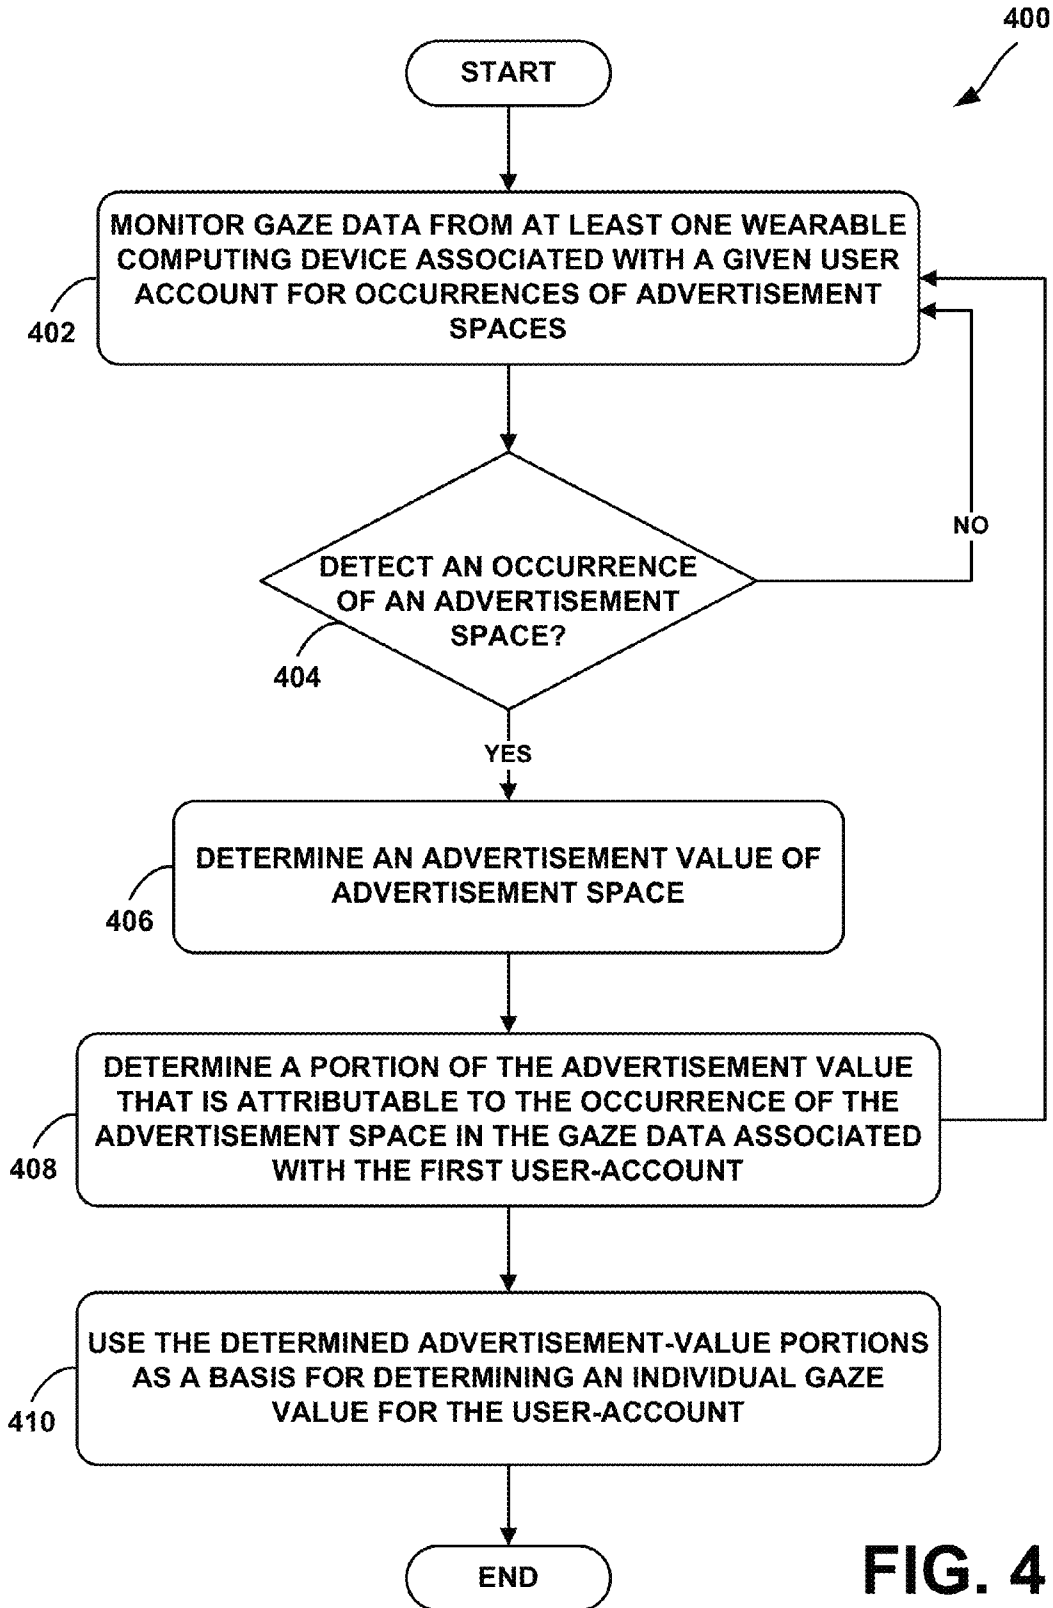 400
START
MONITOR GAZE DATA FROM AT LEAST ONE WEARABLE
COMPUTING DEVICE ASSOCIATED WITH A GIVEN USER
ACCOUNT FOR OCCURRENCES OF ADVERTISEMENT
SPACES
402
DETECT AN OCCURRENCE
OF AN ADVERTISEMENT
SPACE?
404
NO
YES
DETERMINE AN ADVERTISEMENT VALUE OF
ADVERTISEMENT SPACE
406
DETERMINE A PORTION OF THE ADVERTISEMENT VALUE
THAT IS ATTRIBUTABLE TO THE OCCURRENCE OF THE
ADVERTISEMENT SPACE IN THE GAZE DATA ASSOCIATED
WITH THE FIRST USER-ACCOUNT
408
USE THE DETERMINED ADVERTISEMENT-VALUE PORTIONS
AS A BASIS FOR DETERMINING AN INDIVIDUAL GAZE
VALUE FOR THE USER-ACCOUNT
410
END
FIG. 4